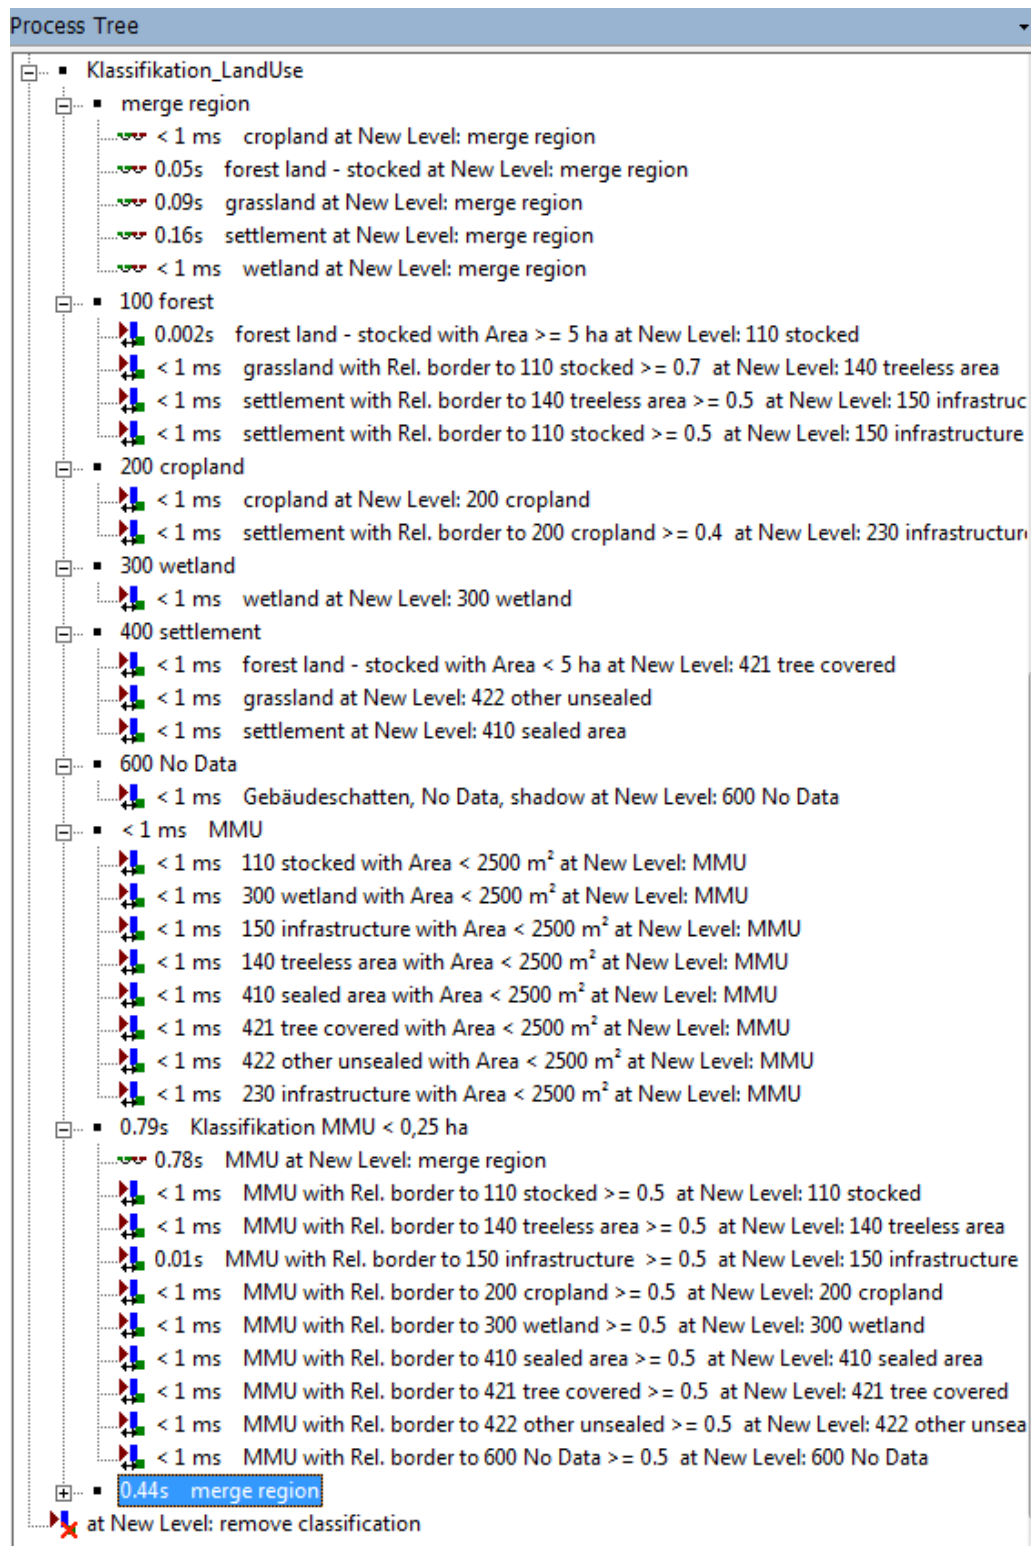 Process Tree
Klassifikation_LandUse
merge region
< 1 ms cropland at New Level: merge region
0.05s forest land - stocked at New Level: merge region
0.09s grassland at New Level: merge region
0.16s settlement at New Level: merge region
< 1 ms wetland at New Level: merge region
100 forest
0.002s forest land - stocked with Area >= 5 ha at New Level: 110 stocked
< 1 ms grassland with Rel. border to 110 stocked >= 0.7 at New Level: 140 treeless area
< 1 ms settlement with Rel. border to 140 treeless area >= 0.5 at New Level: 150 infrastruc
< 1 ms settlement with Rel. border to 110 stocked >= 0.5 at New Level: 150 infrastructure
200 cropland
< 1 ms cropland at New Level: 200 cropland
< 1 ms settlement with Rel. border to 200 cropland >= 0.4 at New Level: 230 infrastructur
300 wetland
< 1 ms wetland at New Level: 300 wetland
400 settlement
< 1 ms forest land - stocked with Area < 5 ha at New Level: 421 tree covered
< 1 ms grassland at New Level: 422 other unsealed
< 1 ms settlement at New Level: 410 sealed area
600 No Data
< 1 ms Gebäudeschatten, No Data, shadow at New Level: 600 No Data
< 1 ms MMU
< 1 ms 110 stocked with Area < 2500 m² at New Level: MMU
< 1 ms 300 wetland with Area < 2500 m² at New Level: MMU
< 1 ms 150 infrastructure with Area < 2500 m² at New Level: MMU
< 1 ms 140 treeless area with Area < 2500 m² at New Level: MMU
< 1 ms 410 sealed area with Area < 2500 m² at New Level: MMU
< 1 ms 421 tree covered with Area < 2500 m² at New Level: MMU
< 1 ms 422 other unsealed with Area < 2500 m² at New Level: MMU
< 1 ms 230 infrastructure with Area < 2500 m² at New Level: MMU
0.79s Klassifikation MMU < 0,25 ha
0.78s MMU at New Level: merge region
< 1 ms MMU with Rel. border to 110 stocked >= 0.5 at New Level: 110 stocked
< 1 ms MMU with Rel. border to 140 treeless area >= 0.5 at New Level: 140 treeless area
0.01s MMU with Rel. border to 150 infrastructure >= 0.5 at New Level: 150 infrastructure
< 1 ms MMU with Rel. border to 200 cropland >= 0.5 at New Level: 200 cropland
< 1 ms MMU with Rel. border to 300 wetland >= 0.5 at New Level: 300 wetland
< 1 ms MMU with Rel. border to 410 sealed area >= 0.5 at New Level: 410 sealed area
< 1 ms MMU with Rel. border to 421 tree covered >= 0.5 at New Level: 421 tree covered
< 1 ms MMU with Rel. border to 422 other unsealed >= 0.5 at New Level: 422 other unsea
< 1 ms MMU with Rel. border to 600 No Data >= 0.5 at New Level: 600 No Data
0.44s merge region
at New Level: remove classification